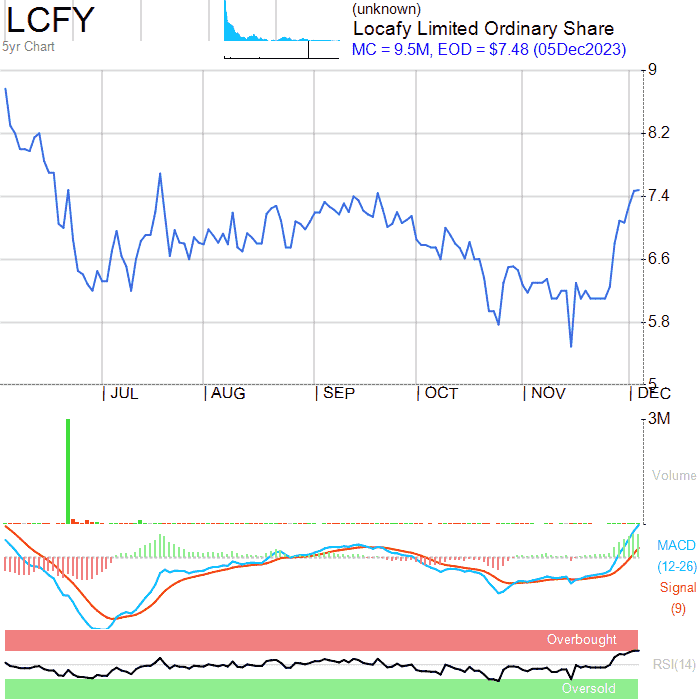 LCFY
5yr Chart
(unknown)
Locafy Limited Ordinary Share
MC = 9.5M, EOD = $7.48 (05Dec2023)
9
8.2
7.4
6.6
5.8
5
JUL AUG SEP OCT NOV DEC
3M
Volume
MACD
(12-26)
Signal
(9)
Overbought
RSI(14)
Oversold